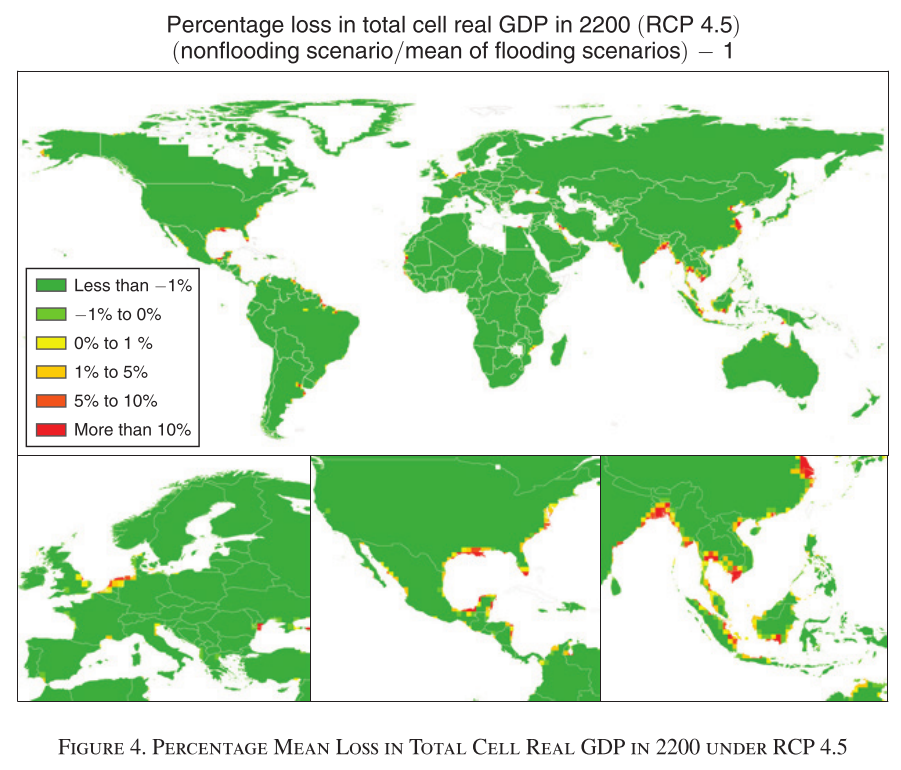 Percentage loss in total cell real GDP in 2200 (RCP 4.5)
(nonflooding scenario/mean of flooding scenarios) − 1
Less than −1%
−1% to 0%
0% to 1 %
1% to 5%
5% to 10%
More than 10%
Figure 4. Percentage Mean Loss in Total Cell Real GDP in 2200 under RCP 4.5